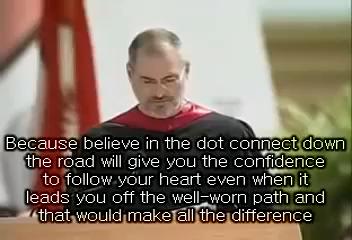 Because believe in the dot connect down
the road will give you the confidence
to follow your heart even when it
leads you off the well-worn path and
that would make all the difference